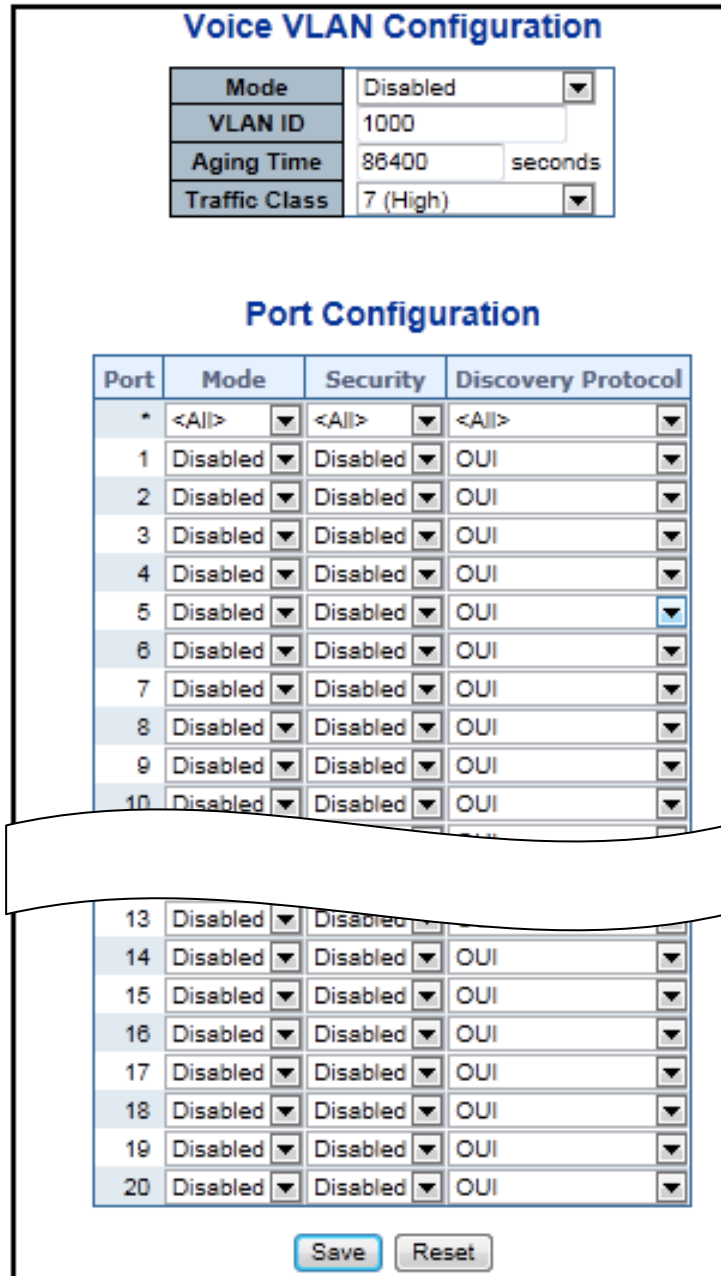 Voice VLAN Configuration
Mode Disabled
VLAN ID 1000
Aging Time 86400 seconds
Traffic Class 7 (High)
Port Configuration
Port Mode Security Discovery Protocol
* <All> <All> <All>
1 Disabled Disabled OUI
2 Disabled Disabled OUI
3 Disabled Disabled OUI
4 Disabled Disabled OUI
5 Disabled Disabled OUI
6 Disabled Disabled OUI
7 Disabled Disabled OUI
8 Disabled Disabled OUI
9 Disabled Disabled OUI
10 Disabled Disabled OUI
13 Disabled Disabled
14 Disabled Disabled OUI
15 Disabled Disabled OUI
16 Disabled Disabled OUI
17 Disabled Disabled OUI
18 Disabled Disabled OUI
19 Disabled Disabled OUI
20 Disabled Disabled OUI
Save Reset